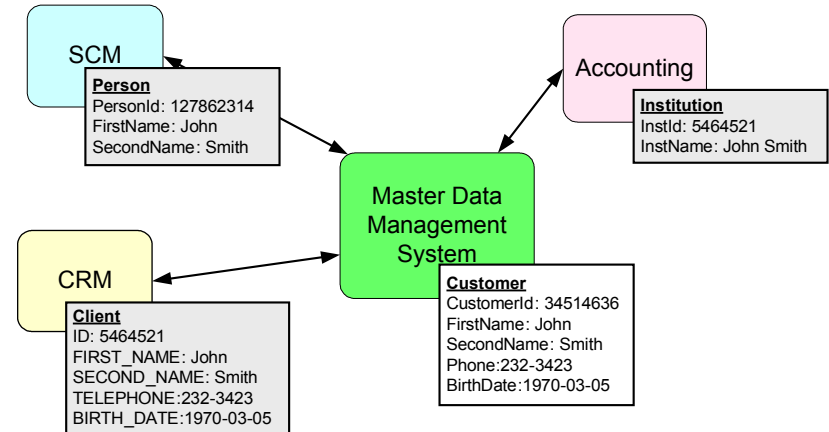 SCM
Person
PersonId: 127862314
FirstName: John
SecondName: Smith
Accounting
Institution
InstId: 5464521
InstName: John Smith
Master Data
Management
System
Customer
CustomerId: 34514636
FirstName: John
SecondName: Smith
Phone:232-3423
BirthDate:1970-03-05
CRM
Client
ID: 5464521
FIRST_NAME: John
SECOND_NAME: Smith
TELEPHONE:232-3423
BIRTH_DATE:1970-03-05